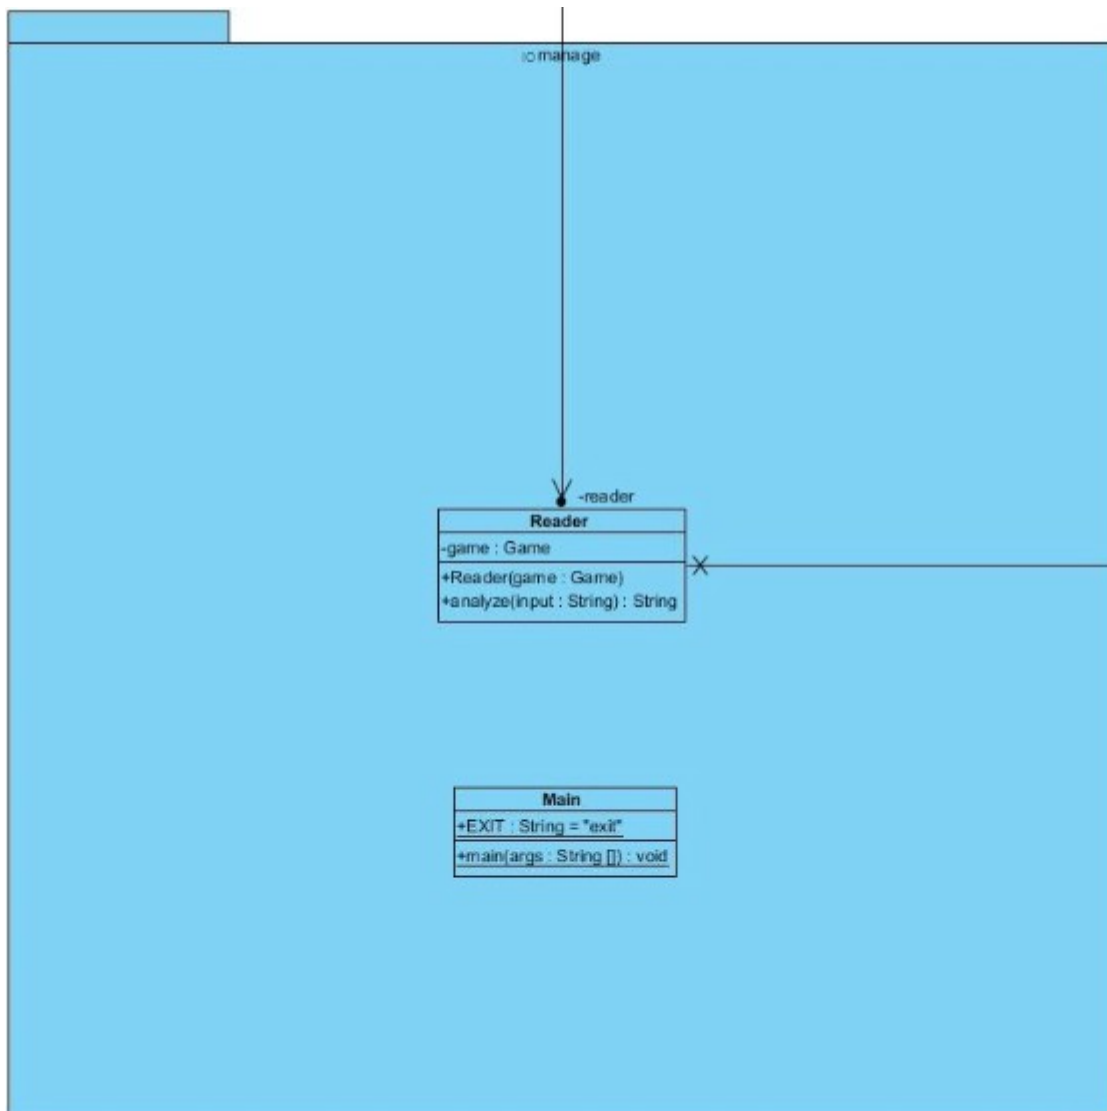 manage
-reader
Reader
-game : Game
+Reader(game : Game)
+analyze(input : String) : String
Main
+EXIT : String = "exit"
+main(args : String []) : void